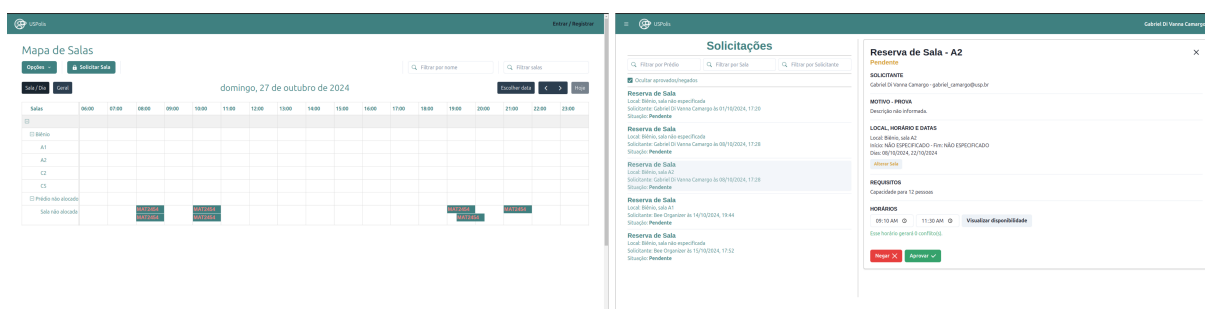 USPolis
Entrar / Registrar
Mapa de Salas
Opções
Solicitar Sala
Filtrar por nome
Filtrar salas
Sala / Dia
Geral
domingo, 27 de outubro de 2024
Escolher data
Hoje
Salas 06:00 07:00 08:00 09:00 10:00 11:00 12:00 13:00 14:00 15:00 16:00 17:00 18:00 19:00 20:00 21:00 22:00 23:00
Biênio
A1
A2
C2
C5
Prédio não alocado
Sala não alocada
MAT2454 MAT2454 MAT2454 MAT2454
MAT2454 MAT2454 MAT2454
USPolis
Gabriel Di Vanna Camargo
Solicitações
Filtrar por Prédio
Filtrar por Sala
Filtrar por Solicitante
Ocultar aprovados/negados
Reserva de Sala
Local: Biênio, sala não especificada
Solicitante: Gabriel Di Vanna Camargo às 01/10/2024, 17:20
Situação: Pendente
Reserva de Sala
Local: Biênio, sala não especificada
Solicitante: Gabriel Di Vanna Camargo às 08/10/2024, 17:28
Situação: Pendente
Reserva de Sala
Local: Biênio, sala A2
Solicitante: Gabriel Di Vanna Camargo às 08/10/2024, 17:28
Situação: Pendente
Reserva de Sala
Local: Biênio, sala A1
Solicitante: Bee Organizer às 14/10/2024, 19:44
Situação: Pendente
Reserva de Sala
Local: Biênio, sala não especificada
Solicitante: Bee Organizer às 15/10/2024, 17:52
Situação: Pendente
Reserva de Sala - A2
Pendente
SOLICITANTE
Gabriel Di Vanna Camargo - gabriel_camargo@usp.br
MOTIVO - PROVA
Descrição não informada.
LOCAL, HORÁRIO E DATAS
Local: Biênio, sala A2
Início: NÃO ESPECIFICADO - Fim: NÃO ESPECIFICADO
Dias: 08/10/2024, 22/10/2024
Alterar Sala
REQUISITOS
Capacidade para 12 pessoas
HORÁRIOS
09:10 AM
11:30 AM
Visualizar disponibilidade
Esse horário gerará 0 conflito(s).
Negar
Aprovar